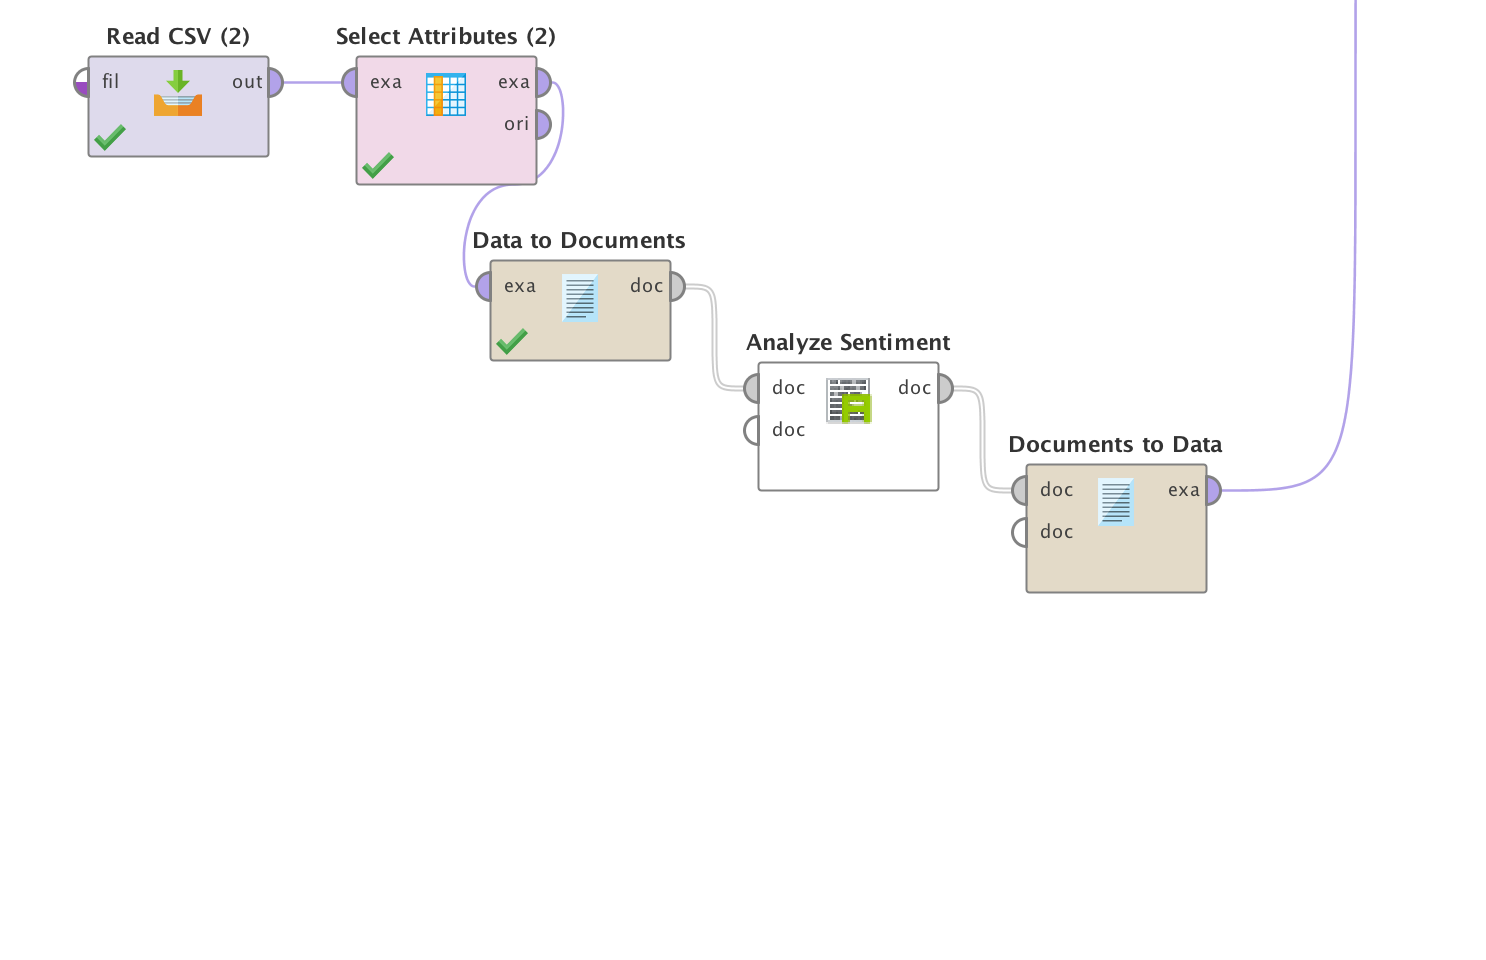 Read CSV (2)
fil
out
Select Attributes (2)
exa
exa
ori
Data to Documents
exa
doc
Analyze Sentiment
doc
doc
doc
Documents to Data
doc
exa
doc